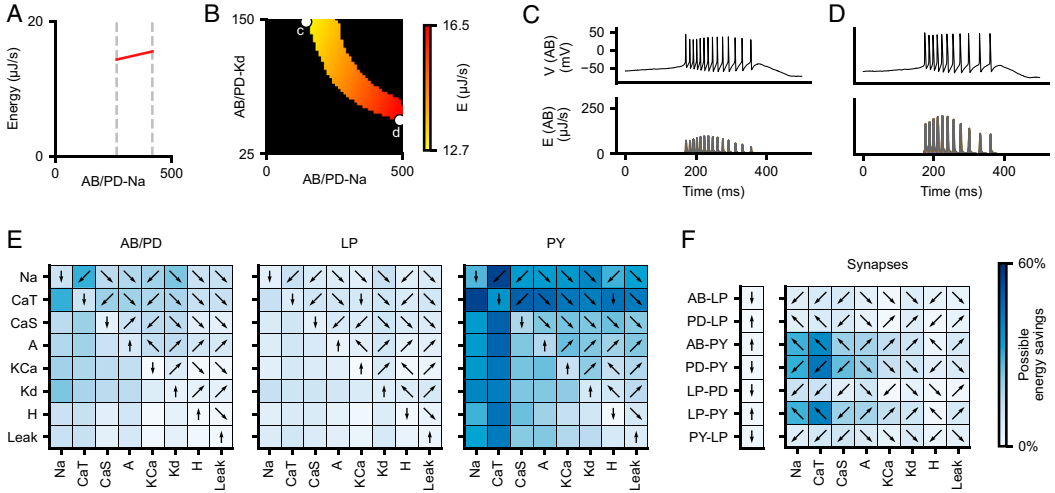 A
20
Energy (µJ/s)
0
0
500
AB/PD-Na
B
150
AB/PD-Kd
25
c
d
0
500
AB/PD-Na
16.5
E (µJ/s)
12.7
C
V (AB)
(mV)
50
0
−50
E (AB)
(µJ/s)
250
0
0
200
400
Time (ms)
D
0
200
400
Time (ms)
E
AB/PD
LP
PY
Na
CaT
CaS
A
KCa
Kd
H
Leak
Na
CaT
CaS
A
KCa
Kd
H
Leak
Na
CaT
CaS
A
KCa
Kd
H
Leak
Na
CaT
CaS
A
KCa
Kd
H
Leak
F
Synapses
AB-LP
PD-LP
AB-PY
PD-PY
LP-PD
LP-PY
PY-LP
Na
CaT
CaS
A
KCa
Kd
H
Leak
60%
Possible
energy savings
0%